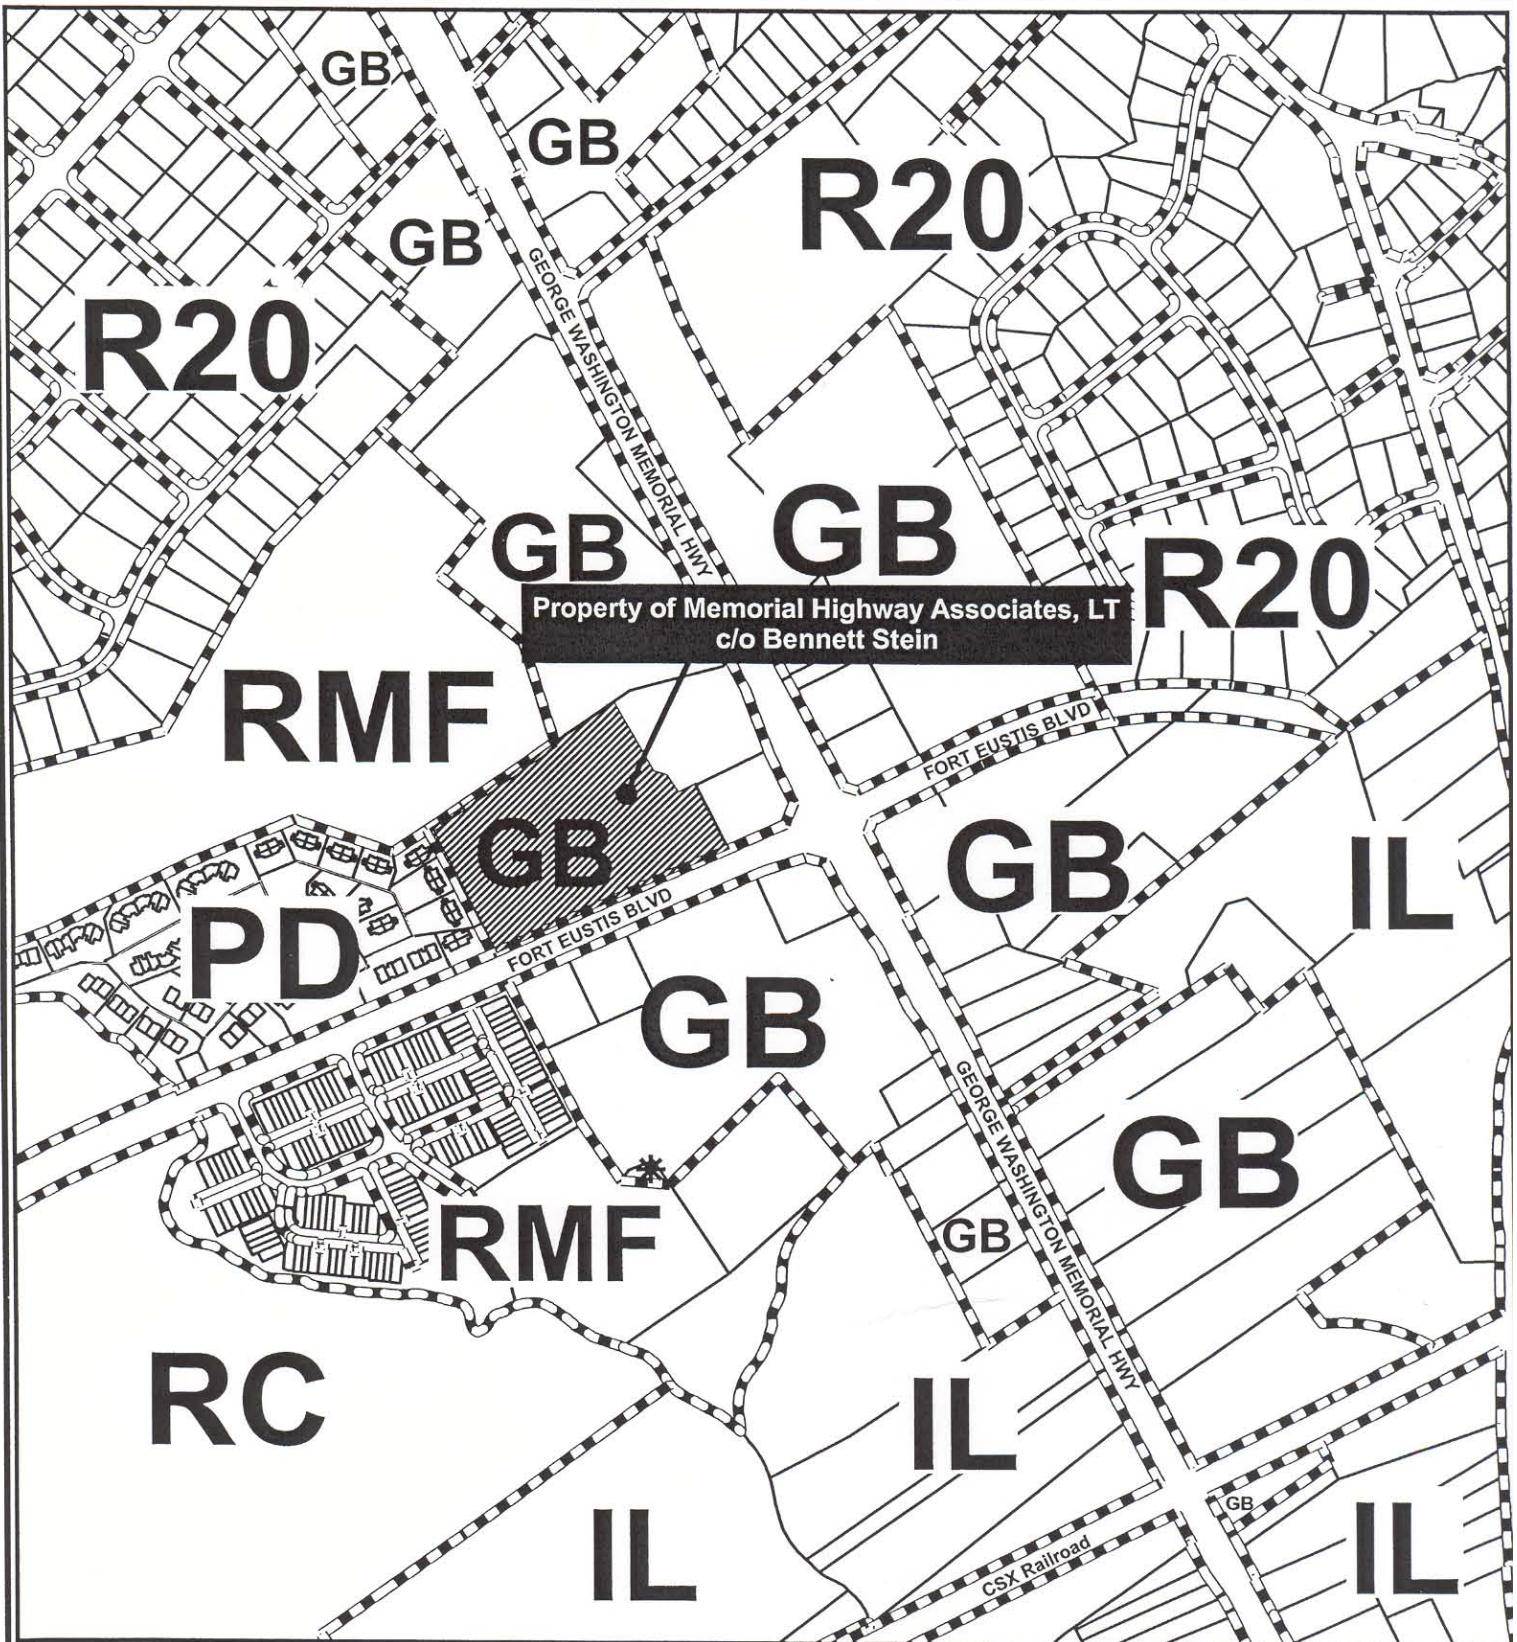 GB
GB
R20
GB
GEORGE WASHINGTON MEMORIAL HWY
R20
GB
GB
R20
Property of Memorial Highway Associates, LT
c/o Bennett Stein
RMF
FORT EUSTIS BLVD
GB
GB
IL
PD
FORT EUSTIS BLVD
GB
GEORGE WASHINGTON MEMORIAL HWY
GB
RMF
GB
RC
IL
IL
GB
IL
CSX Railroad